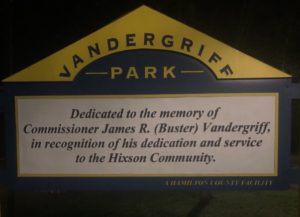 VANDERGRIFF
PARK
Dedicated to the memory of
Commissioner James R. (Buster) Vandergriff,
in recognition of his dedication and service
to the Hixson Community.
A HAMILTON COUNTY FACILITY